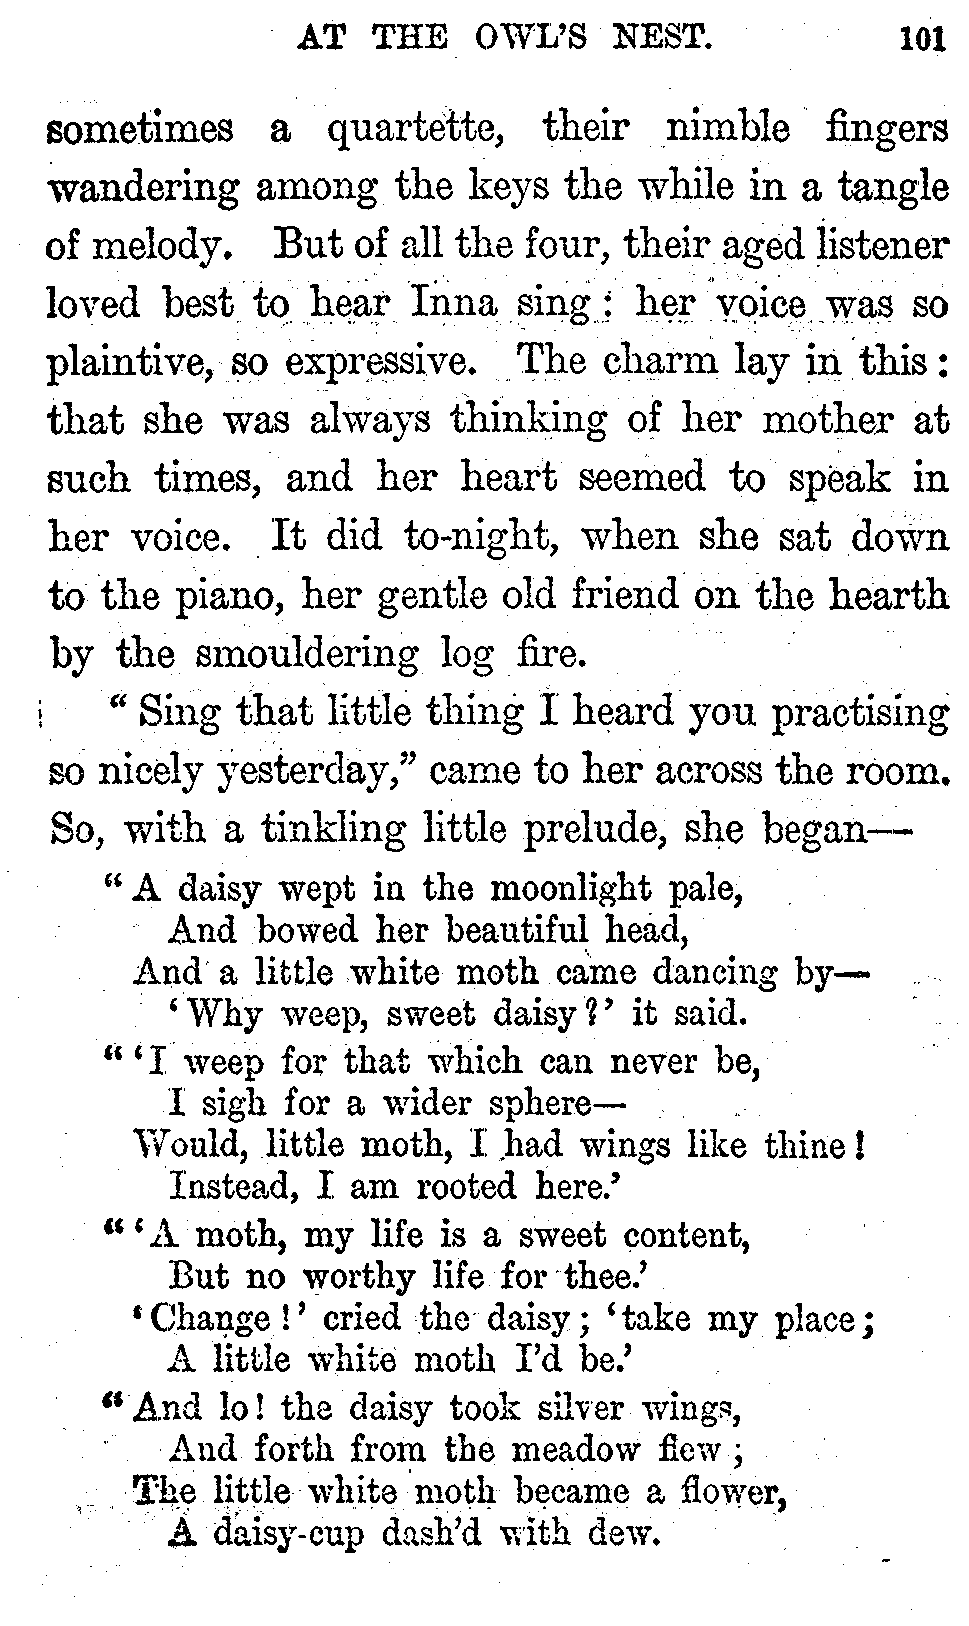 AT THE OWL'S NEST. 101
sometimes a quartette, their nimble fingers
wandering among the keys the while in a tangle
of melody. But of all the four, their aged listener
loved best to hear Inna sing: her voice was so
plaintive, so expressive. The charm lay in this:
that she was always thinking of her mother at
such times, and her heart seemed to speak in
her voice. It did to-night, when she sat down
to the piano, her gentle old friend on the hearth
by the smouldering log fire.
"Sing that little thing I heard you practising
so nicely yesterday," came to her across the room.
So, with a tinkling little prelude, she began—
"A daisy wept in the moonlight pale,
And bowed her beautiful head,
And a little white moth came dancing by—
'Why weep, sweet daisy?' it said.
"'I weep for that which can never be,
I sigh for a wider sphere—
Would, little moth, I had wings like thine!
Instead, I am rooted here.'
"'A moth, my life is a sweet content,
But no worthy life for thee.'
'Change!' cried the daisy; 'take my place;
A little white moth I'd be.'
"And lo! the daisy took silver wings,
And forth from the meadow flew;
The little white moth became a flower,
A daisy-cup dash'd with dew.